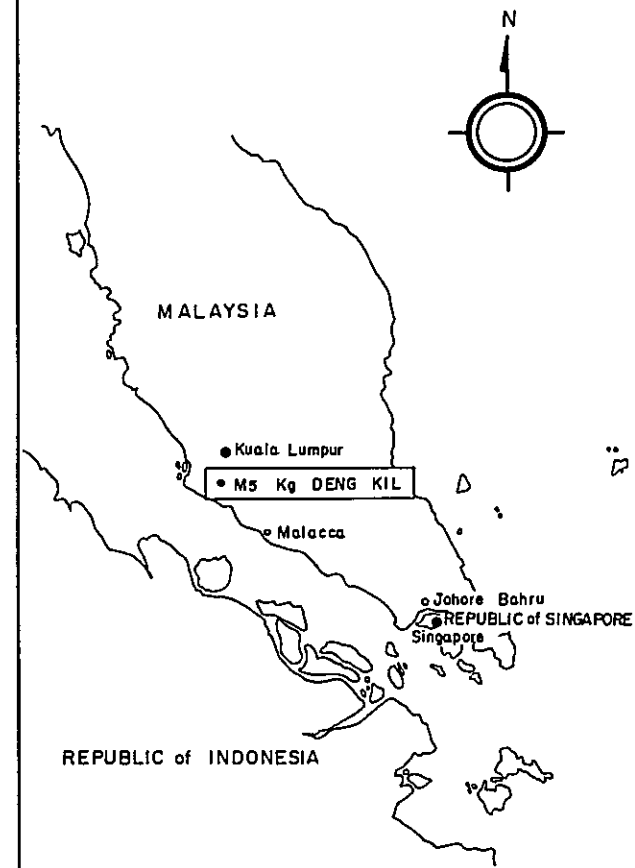 N
MALAYSIA
Kuala Lumpur
M5 Kg DENG KIL
Malacca
Johore Bahru
REPUBLIC of SINGAPORE
Singapore
REPUBLIC of INDONESIA